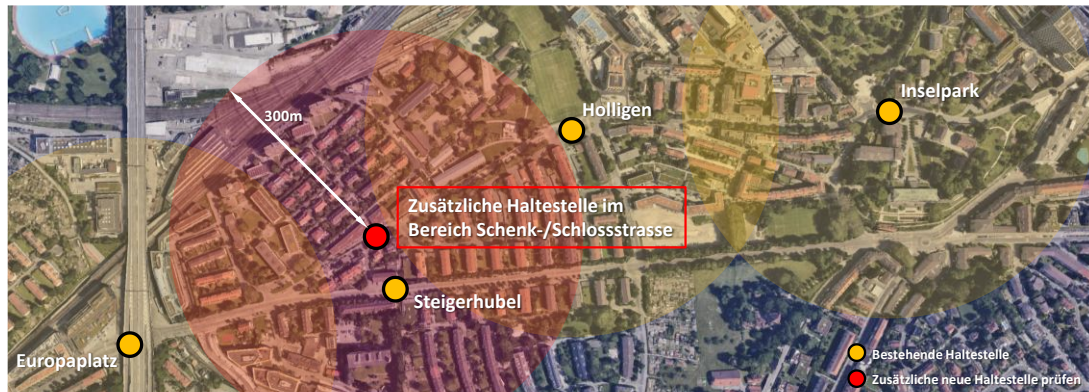 300m
Holligen
Inselpark
Zusätzliche Haltestelle im
Bereich Schenk-/Schlossstrasse
Steigerhubel
Europaplatz
Bestehende Haltestelle
Zusätzliche neue Haltestelle prüfen